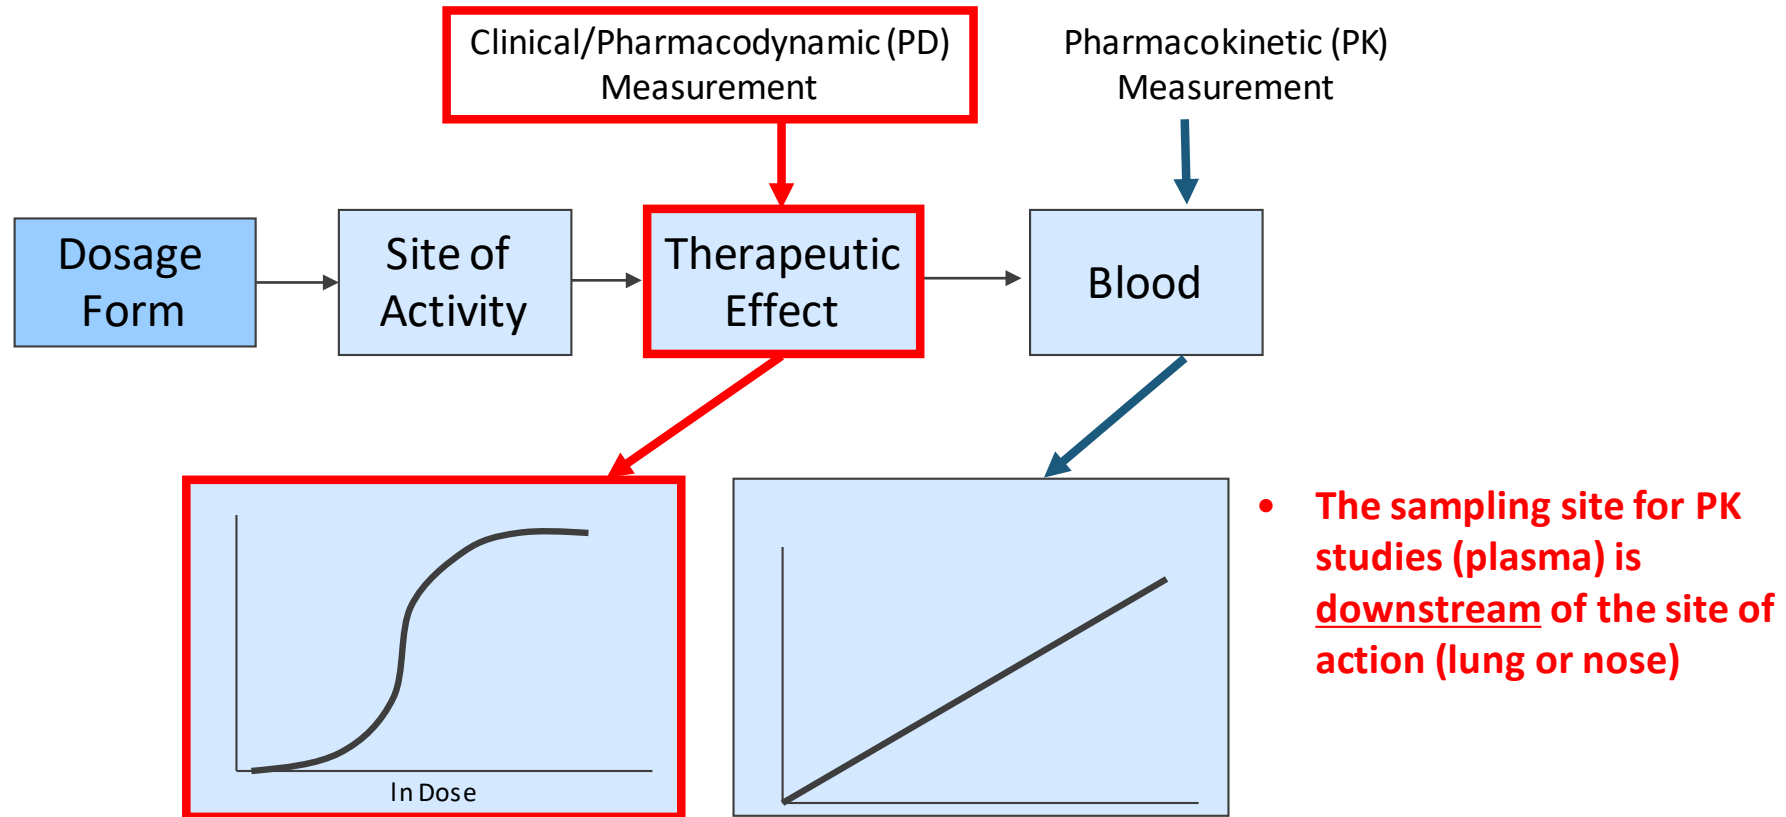 Clinical/Pharmacodynamic (PD)
Measurement
Pharmacokinetic (PK)
Measurement
Dosage
Form
Site of
Activity
Therapeutic
Effect
Blood
ln Dose
• The sampling site for PK
studies (plasma) is
downstream of the site of
action (lung or nose)